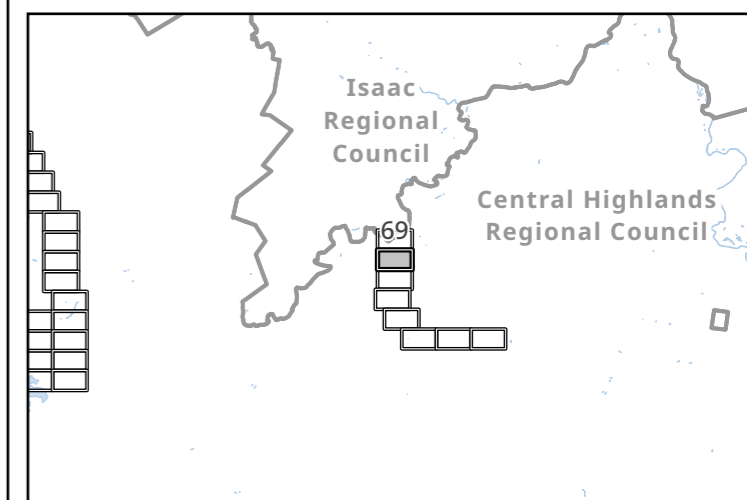 Isaac
Regional
Council
Central Highlands
Regional Council
69